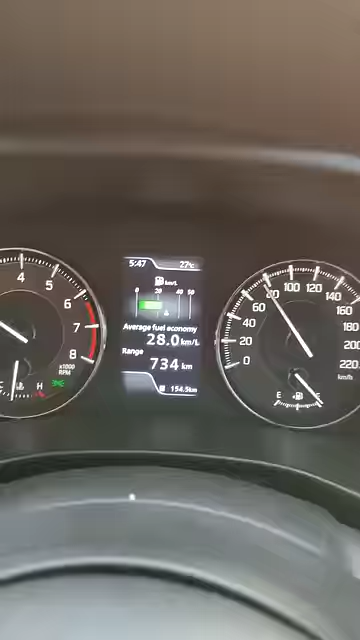 4
5
6
7
8
x1000
RPM
H
5:47 27°C
km/L
0 20 40 50
Average fuel economy
28.0 km/L
Range
734 km
154.5km
0
20
40
60
80
100
120
140
160
180
200
220
km/h
E F